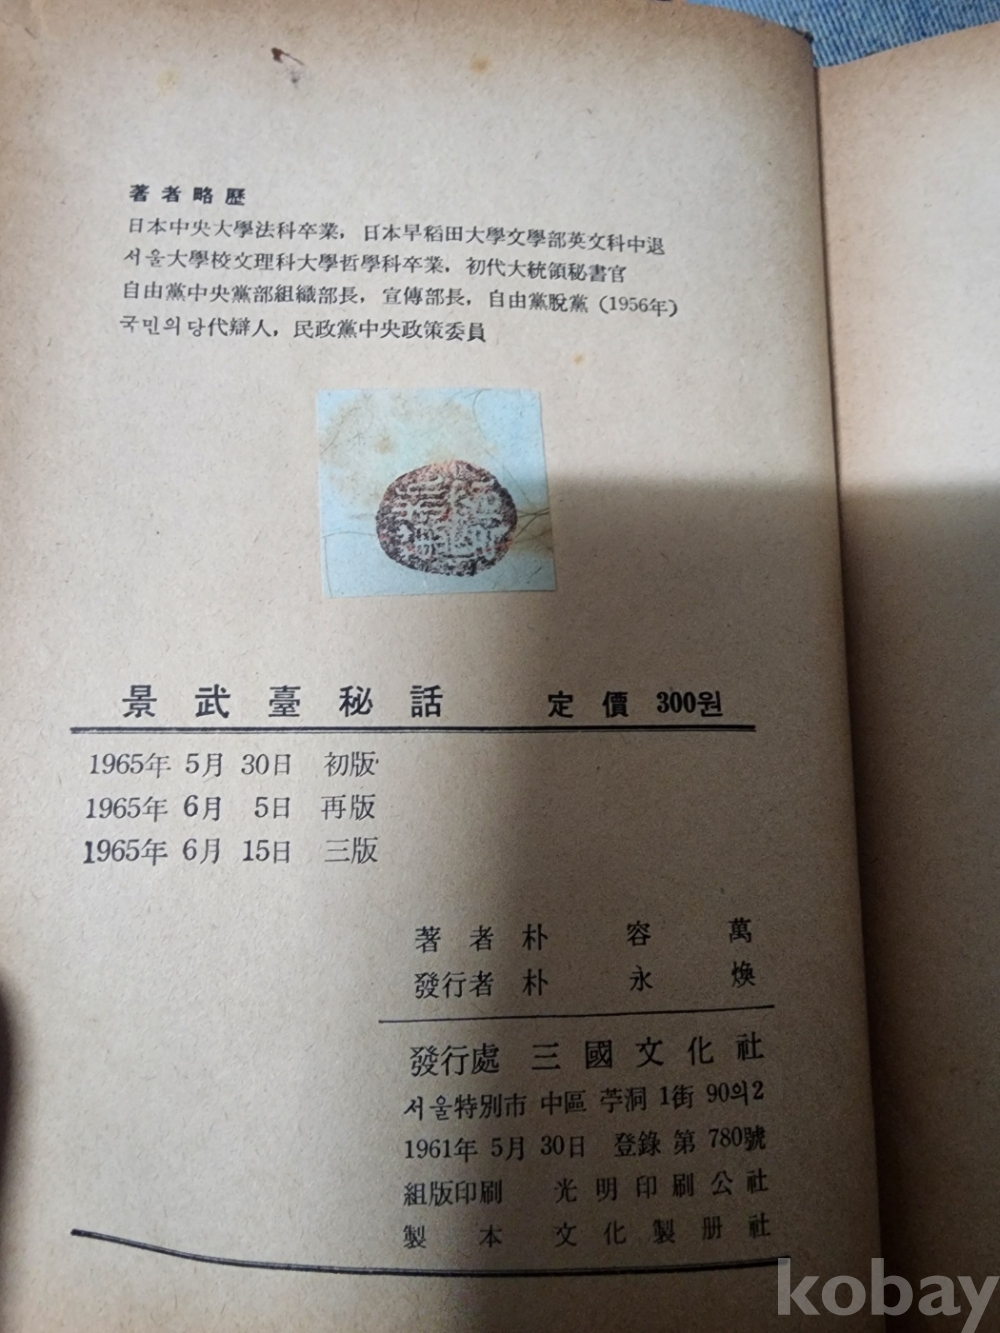 著者略歷
日本中央大學法科卒業, 日本早稻田大學文學部英文科中退
서울大學校文理科大學哲學科卒業, 初代大統領秘書官
自由黨中央黨部組織部長, 宣傳部長, 自由黨脫黨 (1956年)
국민의당代辯人, 民政黨中央政策委員
景武臺秘話 定價 300원
1965年 5月 30日 初版
1965年 6月 5日 再版
1965年 6月 15日 三版
著者 朴容萬
發行者 朴永煥
發行處 三國文化社
서울特別市 中區 苧洞 1街 90의2
1961年 5月 30日 登錄 第 780號
組版印刷 光明印刷公社
製本 文化製册社
kobay